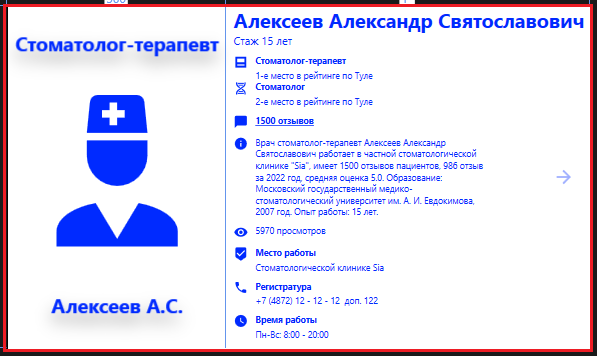 Стоматолог-терапевт
Алексеев А.С.
Алексеев Александр Святославович
Стаж 15 лет
Стоматолог-терапевт
1-е место в рейтинге по Туле
Стоматолог
2-е место в рейтинге по Туле
1500 отзывов
Врач стоматолог-терапевт Алексеев Александр
Святославович работает в частной стоматологической
клинике "Sia", имеет 1500 отзывов пациентов, 986 отзыв
за 2022 год, средняя оценка 5.0. Образование:
Московский государственный медико-
стоматологический университет им. А. И. Евдокимова,
2007 год. Опыт работы: 15 лет.
5970 просмотров
Место работы
Стоматологической клинике Sia
Регистратура
+7 (4872) 12 - 12 - 12 доп. 122
Время работы
Пн-Вс: 8:00 - 20:00